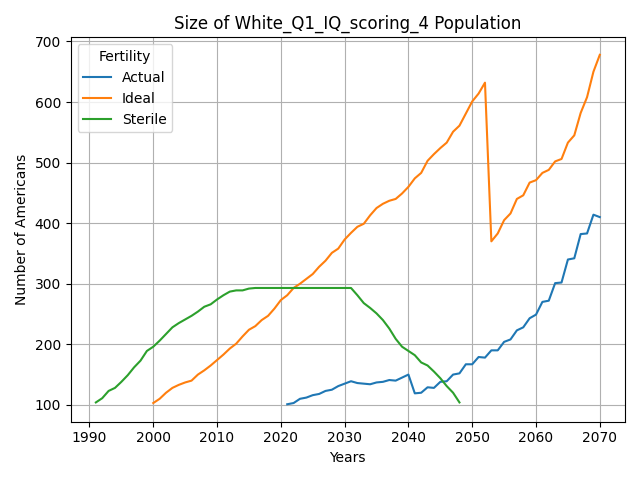 Size of White_Q1_IQ_scoring_4 Population
Fertility
Actual
Ideal
Sterile
Number of Americans
700
600
500
400
300
200
100
1990
2000
2010
2020
2030
2040
2050
2060
2070
Years